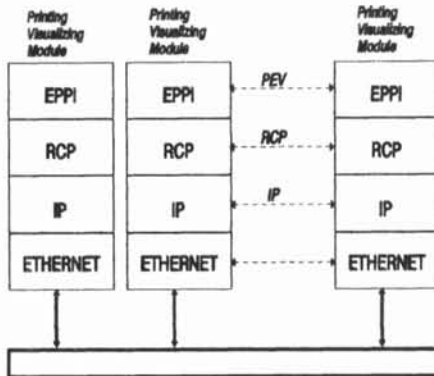 Printing
Visualizing
Module
Printing
Visualizing
Module
Printing
Visualizing
Module
EPPI
EPPI
PEV
EPPI
RCP
RCP
RCP
RCP
IP
IP
IP
IP
ETHERNET
ETHERNET
ETHERNET